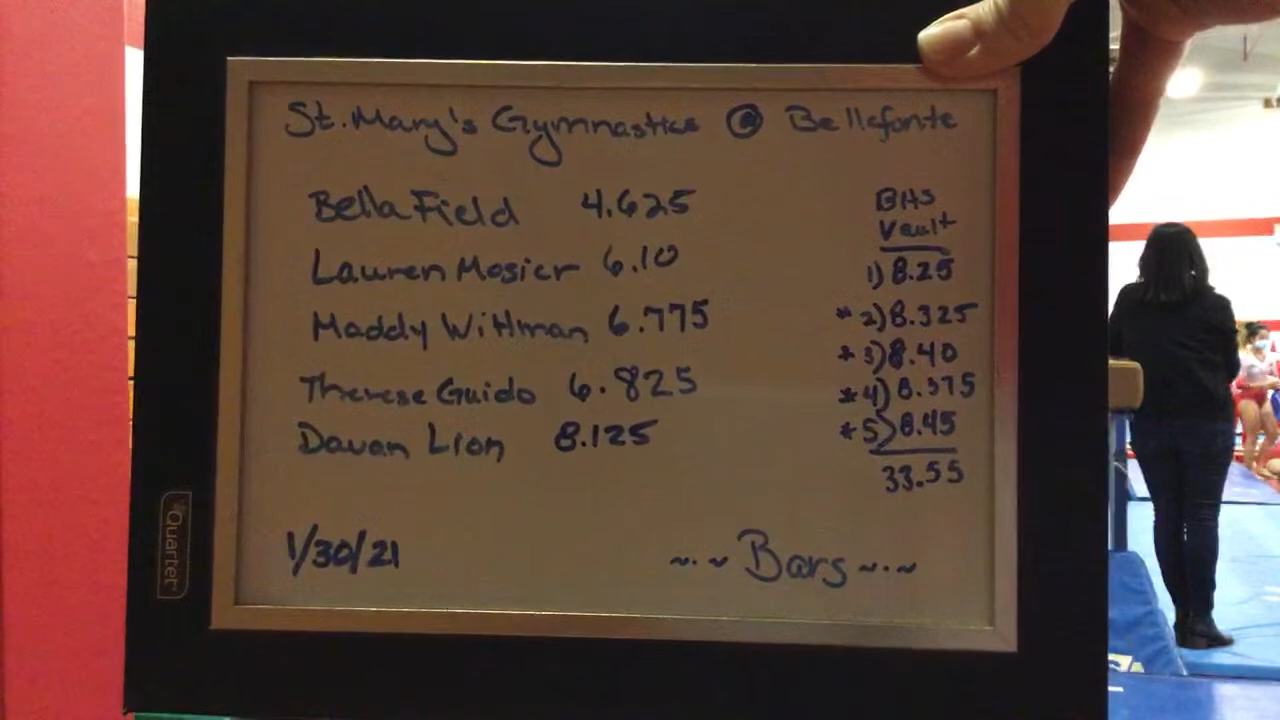 St. Mary's Gymnastics @ Bellefonte
Bella Field 4.625
Lauren Mosier 6.10
Maddy Wittman 6.775
Therese Guido 6.825
Davan Lion 8.125
BHS
Vault
1) 8.25
* 2) 8.325
* 3) 8.40
* 4) 8.375
* 5) 8.45
33.55
1/30/21
~·~ Bars ~·~
Quartet